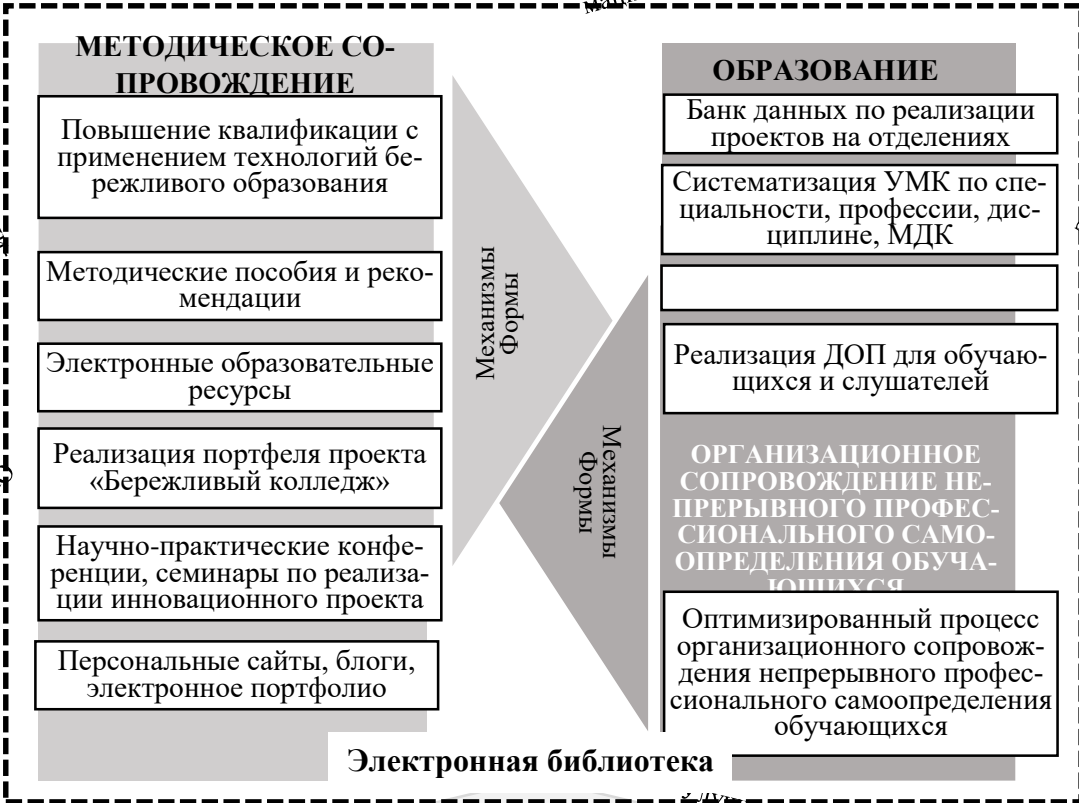 МЕТОДИЧЕСКОЕ СО-
ПРОВОЖДЕНИЕ
Повышение квалификации с
применением технологий бе-
режливого образования
Методические пособия и реко-
мендации
Электронные образовательные
ресурсы
Реализация портфеля проекта
«Бережливый колледж»
Научно-практические конфе-
ренции, семинары по реализа-
ции инновационного проекта
Персональные сайты, блоги,
электронное портфолио
Механизмы
Формы
Механизмы
Формы
ОБРАЗОВАНИЕ
Банк данных по реализации
проектов на отделениях
Систематизация УМК по спе-
циальности, профессии, дис-
циплине, МДК
Реализация ДОП для обучаю-
щихся и слушателей
ОРГАНИЗАЦИОННОЕ
СОПРОВОЖДЕНИЕ НЕ-
ПРЕРЫВНОГО ПРОФЕС-
СИОНАЛЬНОГО САМО-
ОПРЕДЕЛЕНИЯ ОБУЧА-
ЮЩИХСЯ
Оптимизированный процесс
организационного сопровож-
дения непрерывного профес-
сионального самоопределения
обучающихся
Электронная библиотека